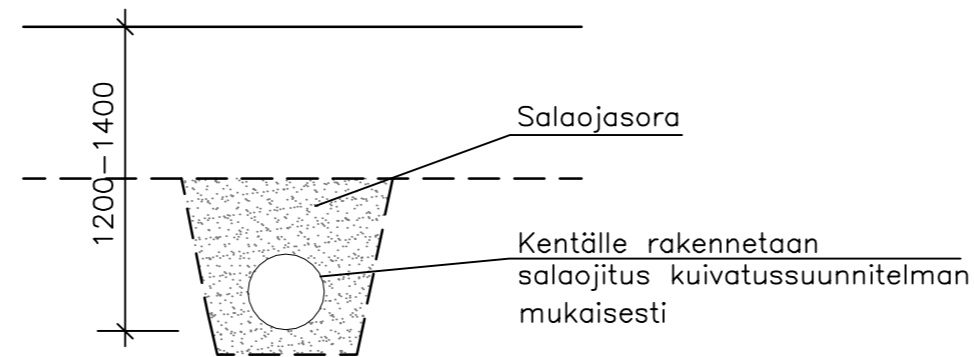 1200–1400
Salaojasora
Kentälle rakennetaan
salaojitus kuivatussuunnitelman
mukaisesti